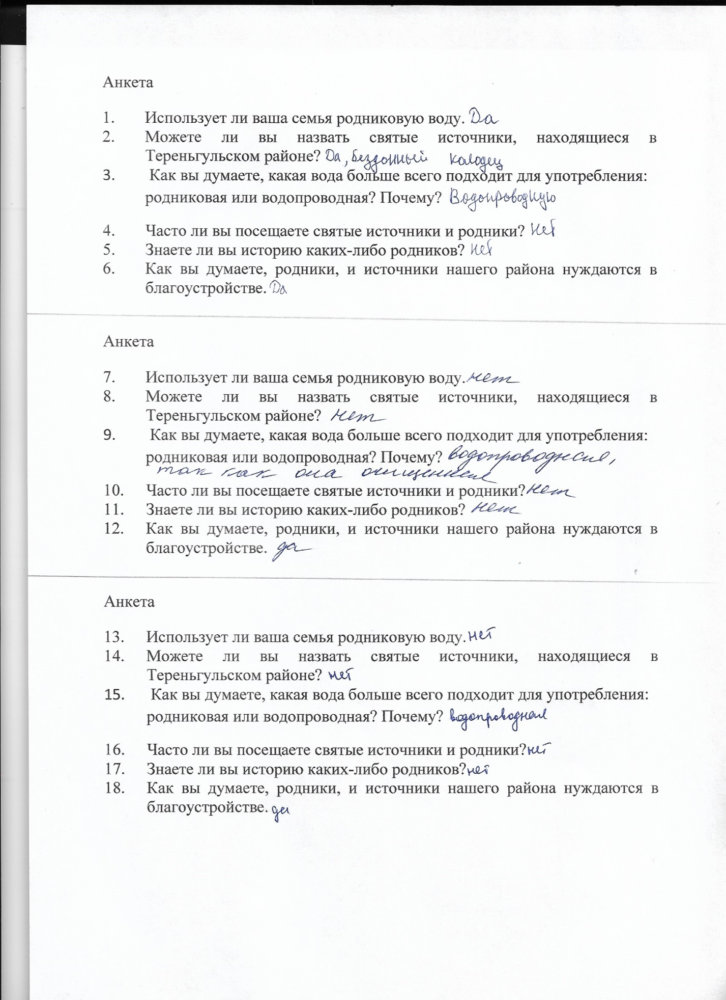 Анкета
1. Использует ли ваша семья родниковую воду. Да
2. Можете ли вы назвать святые источники, находящиеся в
Тереньгульском районе? Да, Бездонный колодец
3. Как вы думаете, какая вода больше всего подходит для употребления:
родниковая или водопроводная? Почему? Водопроводную
4. Часто ли вы посещаете святые источники и родники? Нет
5. Знаете ли вы историю каких-либо родников? Нет
6. Как вы думаете, родники, и источники нашего района нуждаются в
благоустройстве. Да
Анкета
7. Использует ли ваша семья родниковую воду. нет
8. Можете ли вы назвать святые источники, находящиеся в
Тереньгульском районе? нет
9. Как вы думаете, какая вода больше всего подходит для употребления:
родниковая или водопроводная? Почему? водопроводная,
так как она очищенная
10. Часто ли вы посещаете святые источники и родники? нет
11. Знаете ли вы историю каких-либо родников? нет
12. Как вы думаете, родники, и источники нашего района нуждаются в
благоустройстве. да
Анкета
13. Использует ли ваша семья родниковую воду. нет
14. Можете ли вы назвать святые источники, находящиеся в
Тереньгульском районе? нет
15. Как вы думаете, какая вода больше всего подходит для употребления:
родниковая или водопроводная? Почему? водопроводная
16. Часто ли вы посещаете святые источники и родники? нет
17. Знаете ли вы историю каких-либо родников? нет
18. Как вы думаете, родники, и источники нашего района нуждаются в
благоустройстве. да